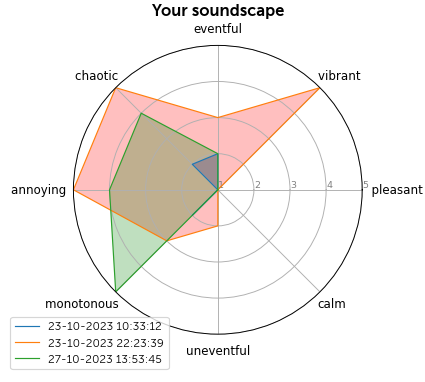 Your soundscape
eventful
chaotic
vibrant
annoying
1
2
3
4
5
pleasant
monotonous
calm
uneventful
23-10-2023 10:33:12
23-10-2023 22:23:39
27-10-2023 13:53:45